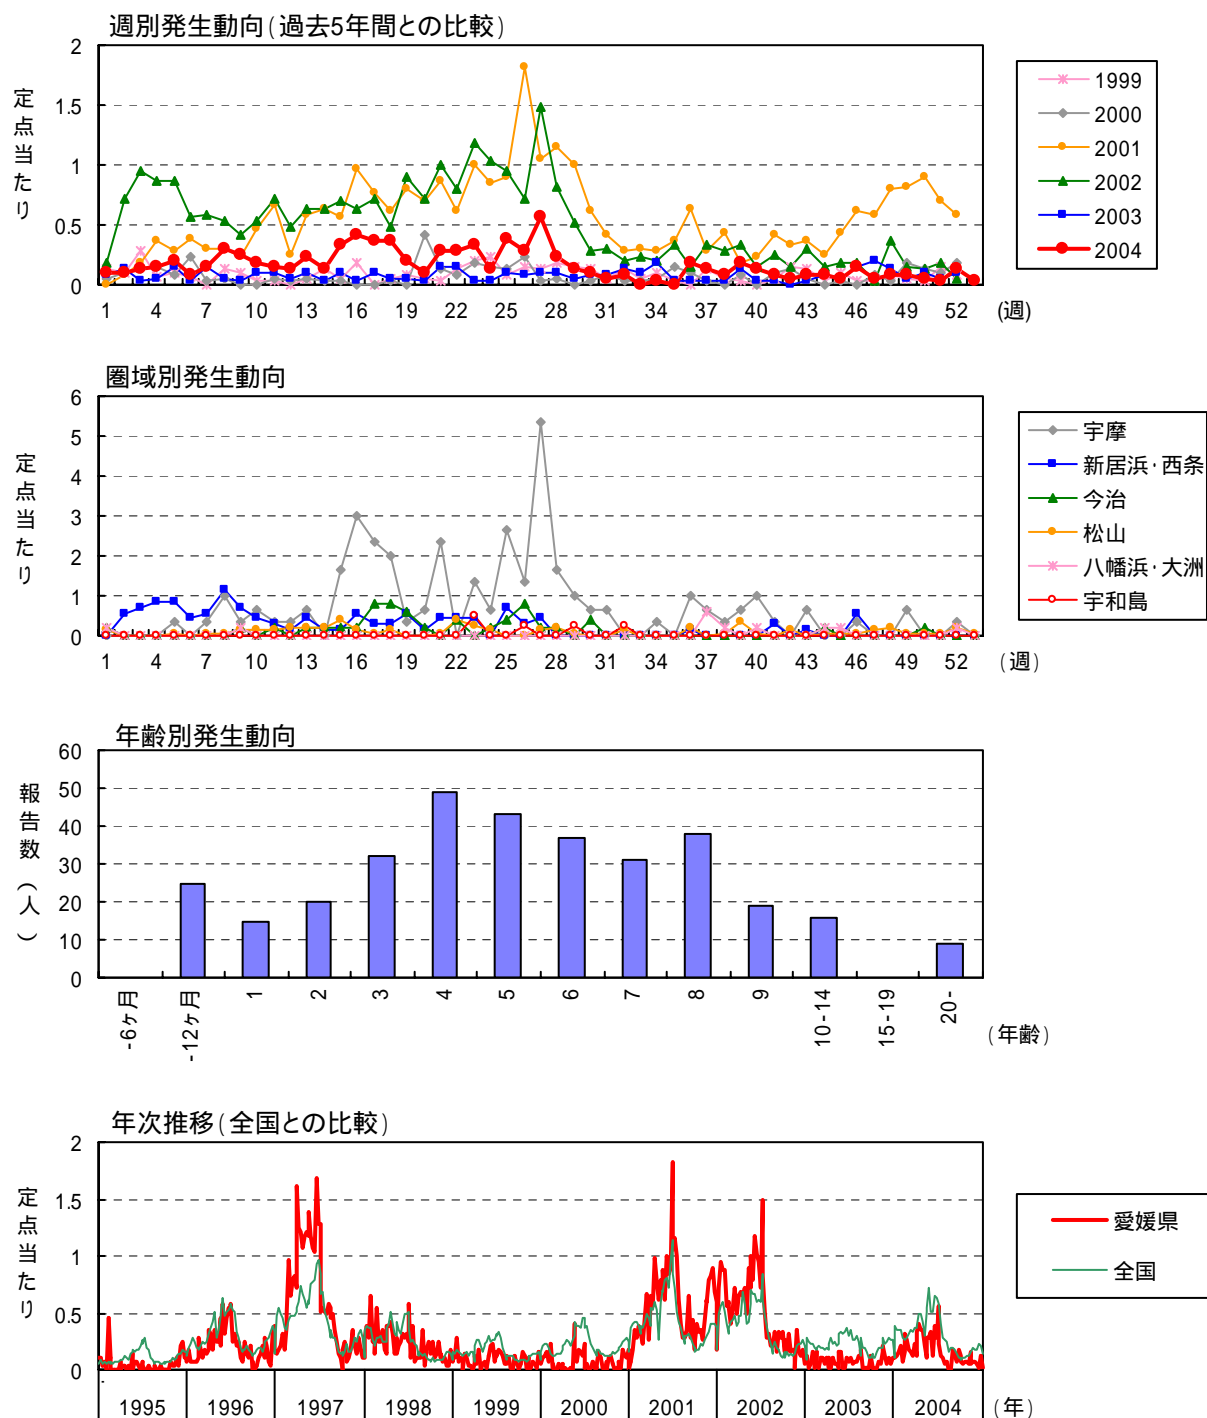 週別発生動向(過去5年間との比較)
2
1.5
1
0.5
0
定点当たり
1 4 7 10 13 16 19 22 25 28 31 34 37 40 43 46 49 52 (週)
1999
2000
2001
2002
2003
2004
圏域別発生動向
6
5
4
3
2
1
0
定点当たり
1 4 7 10 13 16 19 22 25 28 31 34 37 40 43 46 49 52 (週)
宇摩
新居浜・西条
今治
松山
八幡浜・大洲
宇和島
年齢別発生動向
60
50
40
30
20
10
0
報告数(人)
-6ヶ月 -12ヶ月 1 2 3 4 5 6 7 8 9 10-14 15-19 20- (年齢)
年次推移(全国との比較)
2
1.5
1
0.5
0
定点当たり
1995 1996 1997 1998 1999 2000 2001 2002 2003 2004 (年)
愛媛県
全国